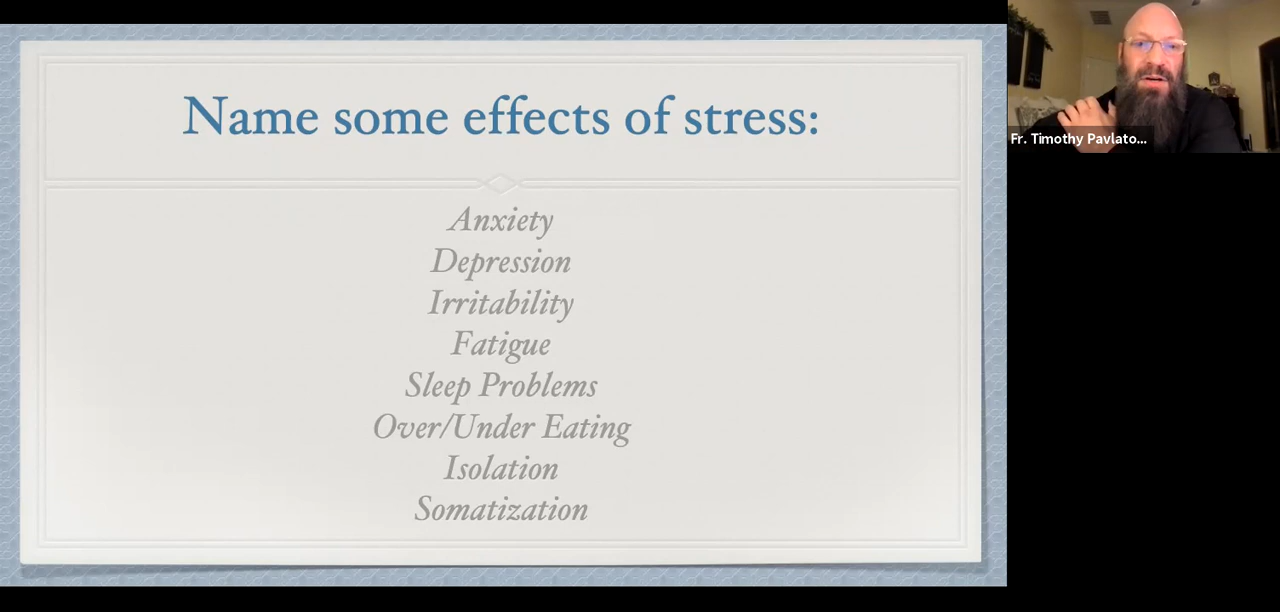 Name some effects of stress:
Anxiety
Depression
Irritability
Fatigue
Sleep Problems
Over/Under Eating
Isolation
Somatization
Fr. Timothy Pavlato...